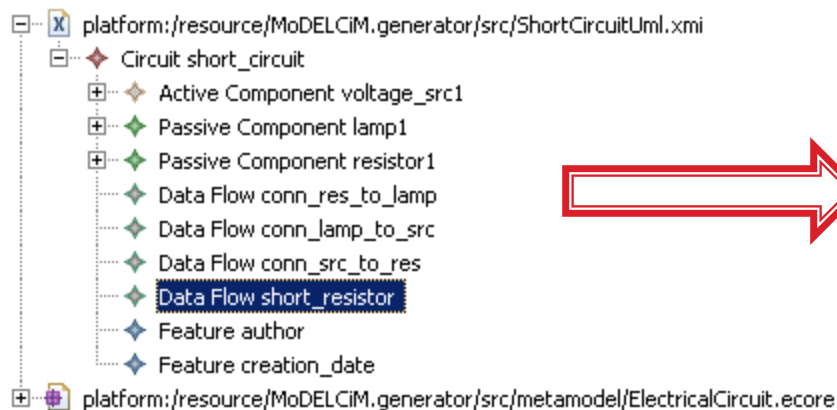 platform:/resource/MoDELCiM.generator/src/ShortCircuitUml.xmi
Circuit short_circuit
Active Component voltage_src1
Passive Component lamp1
Passive Component resistor1
Data Flow conn_res_to_lamp
Data Flow conn_lamp_to_src
Data Flow conn_src_to_res
Data Flow short_resistor
Feature author
Feature creation_date
platform:/resource/MoDELCiM.generator/src/metamodel/ElectricalCircuit.ecore